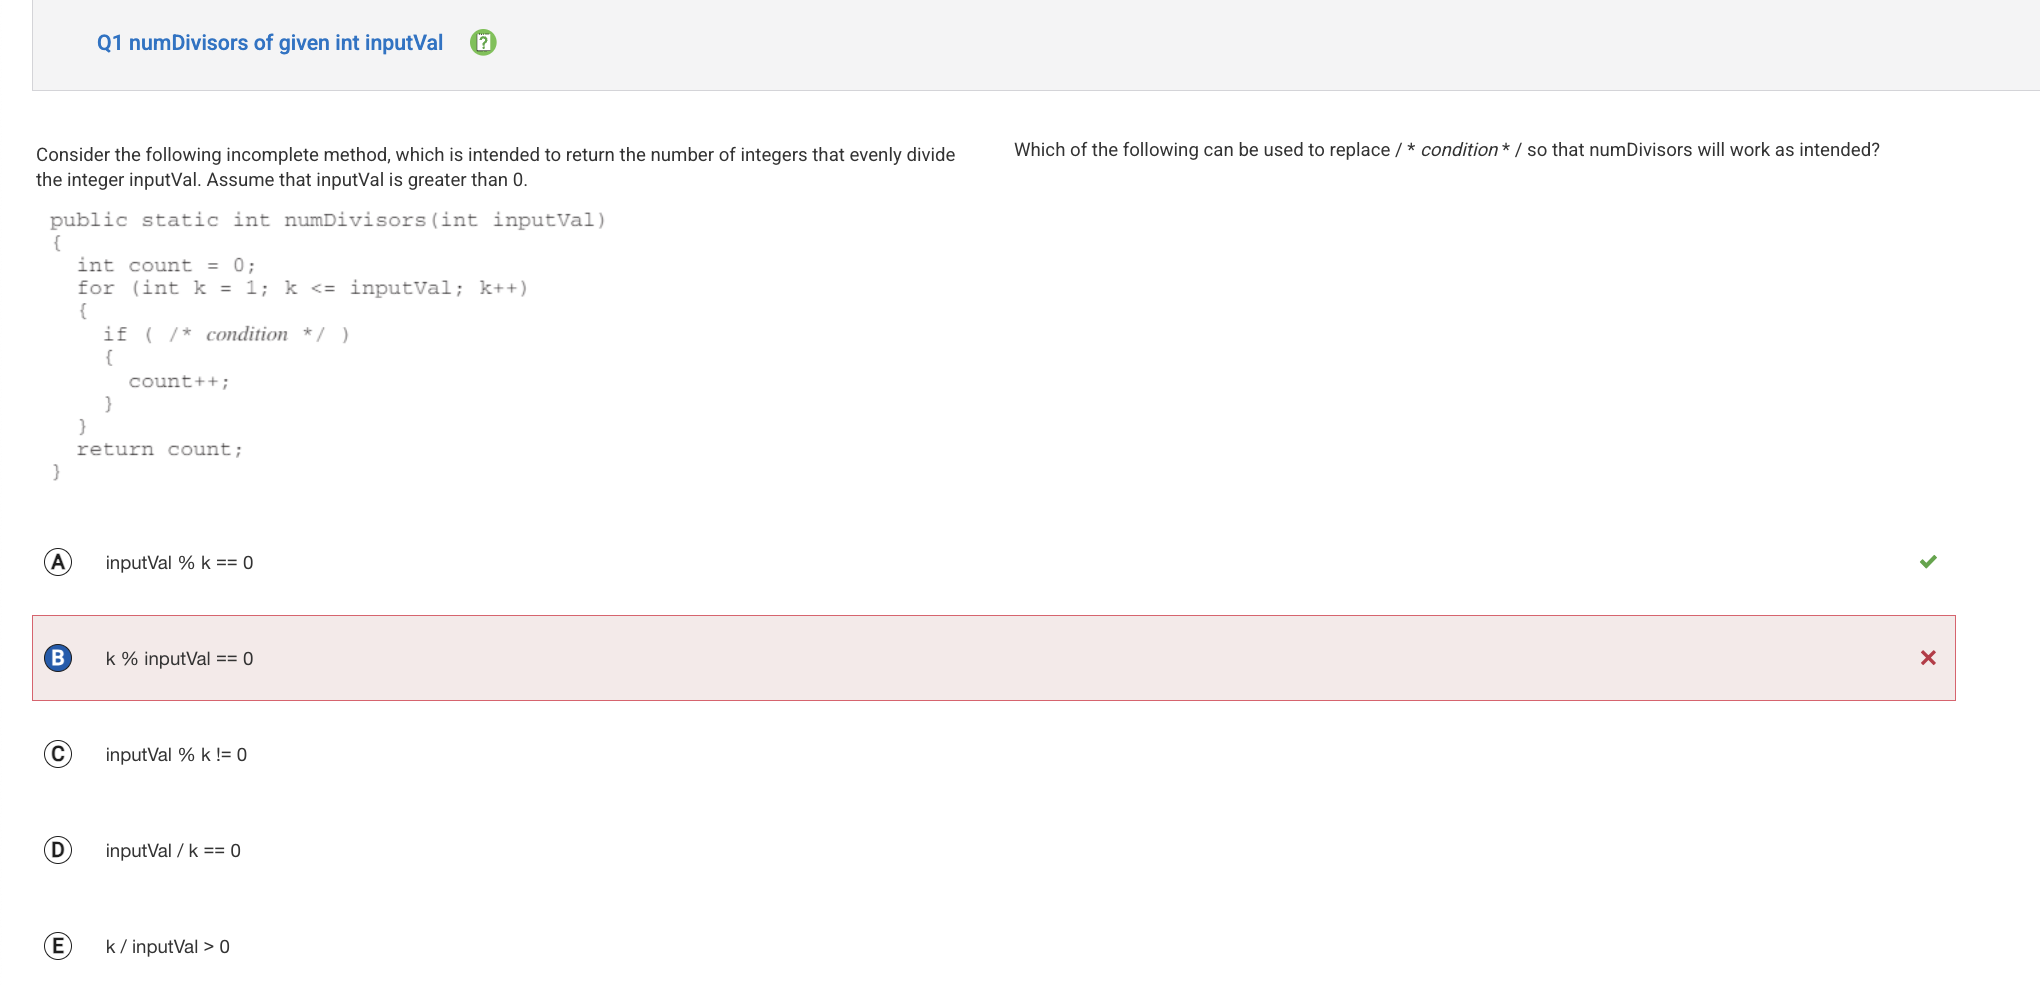 Q1 numDivisors of given int inputVal
Consider the following incomplete method, which is intended to return the number of integers that evenly divide
the integer inputVal. Assume that inputVal is greater than 0.
public static int numDivisors(int inputVal)
{
int count = 0;
for (int k = 1; k <= inputVal; k++)
{
if ( /* condition */ )
{
count++;
}
}
return count;
}
Which of the following can be used to replace / * condition * / so that numDivisors will work as intended?
A inputVal % k == 0
B k % inputVal == 0
C inputVal % k != 0
D inputVal / k == 0
E k / inputVal > 0